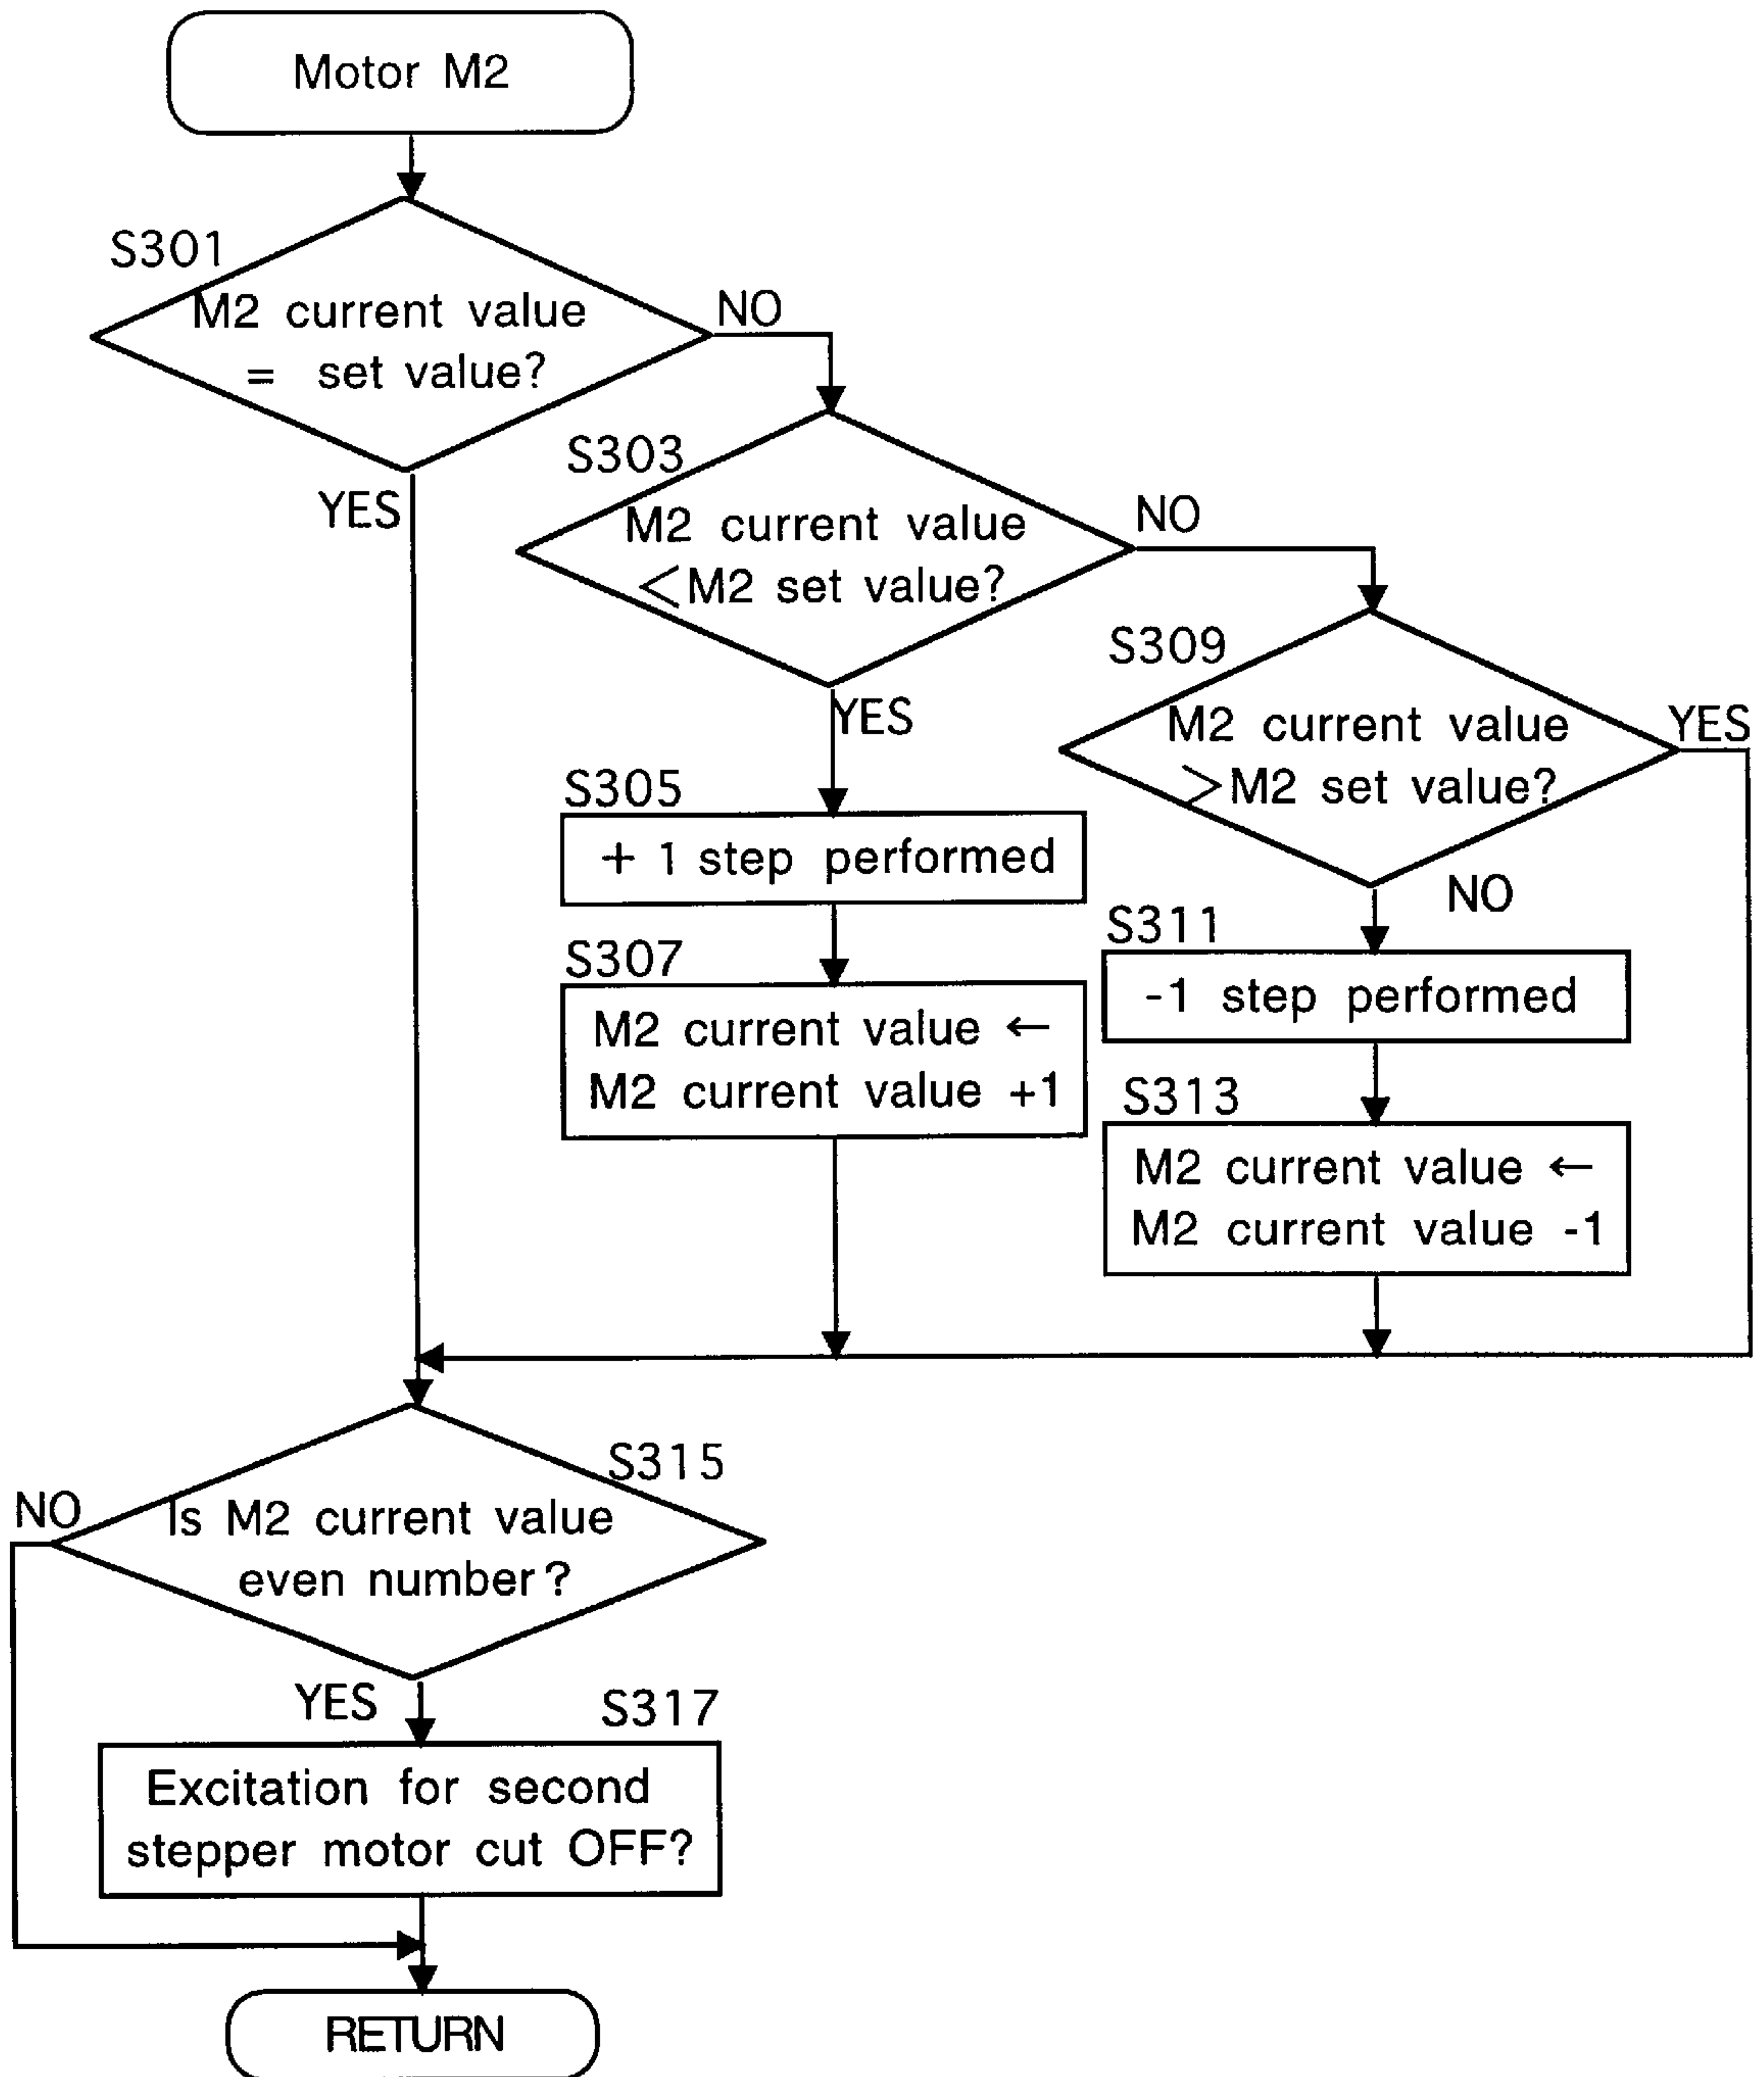 Motor M2
S301
M2 current value
= set value?
NO
YES
S303
M2 current value
<M2 set value?
NO
YES
S309
M2 current value
>M2 set value?
YES
NO
S305
+ 1 step performed
S307
M2 current value ←
M2 current value +1
S311
-1 step performed
S313
M2 current value ←
M2 current value -1
S315
Is M2 current value
even number?
NO
YES
S317
Excitation for second
stepper motor cut OFF?
RETURN